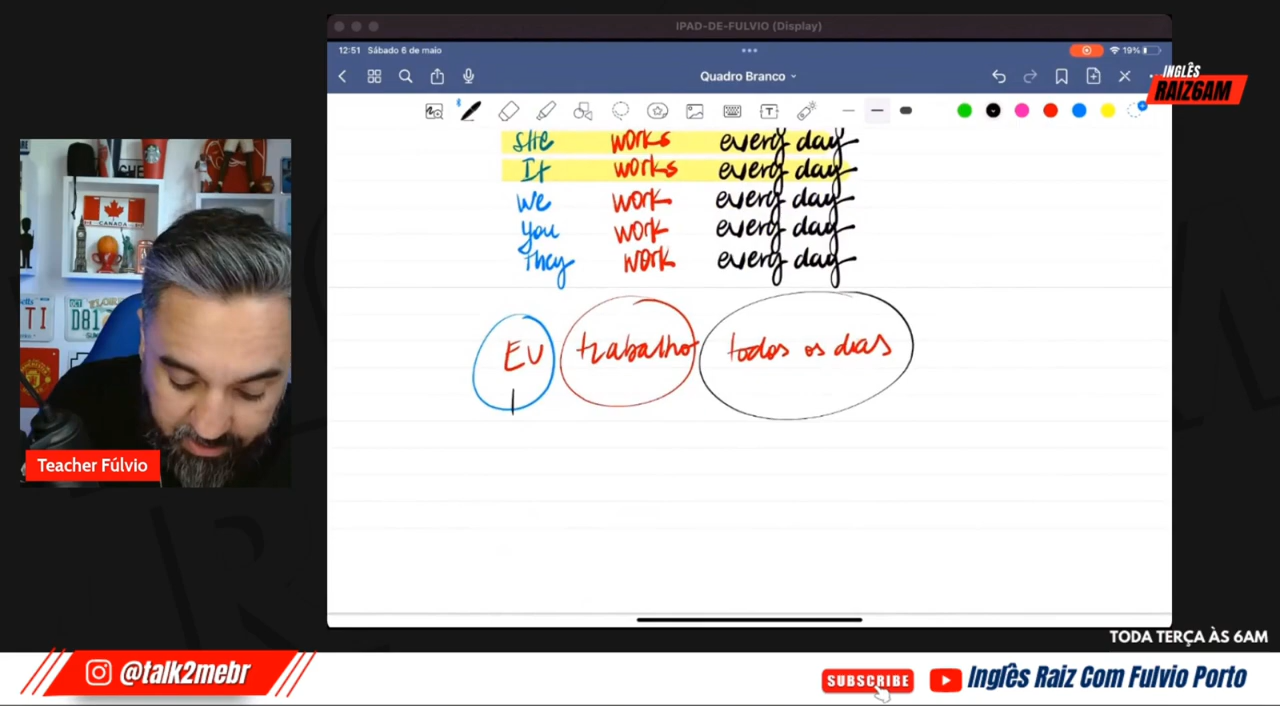 IPAD-DE-FULVIO (Display)
12:51 Sábado 6 de maio
19%
Quadro Branco
INGLÊS
RAIZ6AM
She works every day
It works every day
We work every day
You work every day
They work every day
Eu trabalho todos os dias
CANADA
Teacher Fúlvio
TODA TERÇA ÀS 6AM
@talk2mebr
SUBSCRIBE
Inglês Raiz Com Fulvio Porto